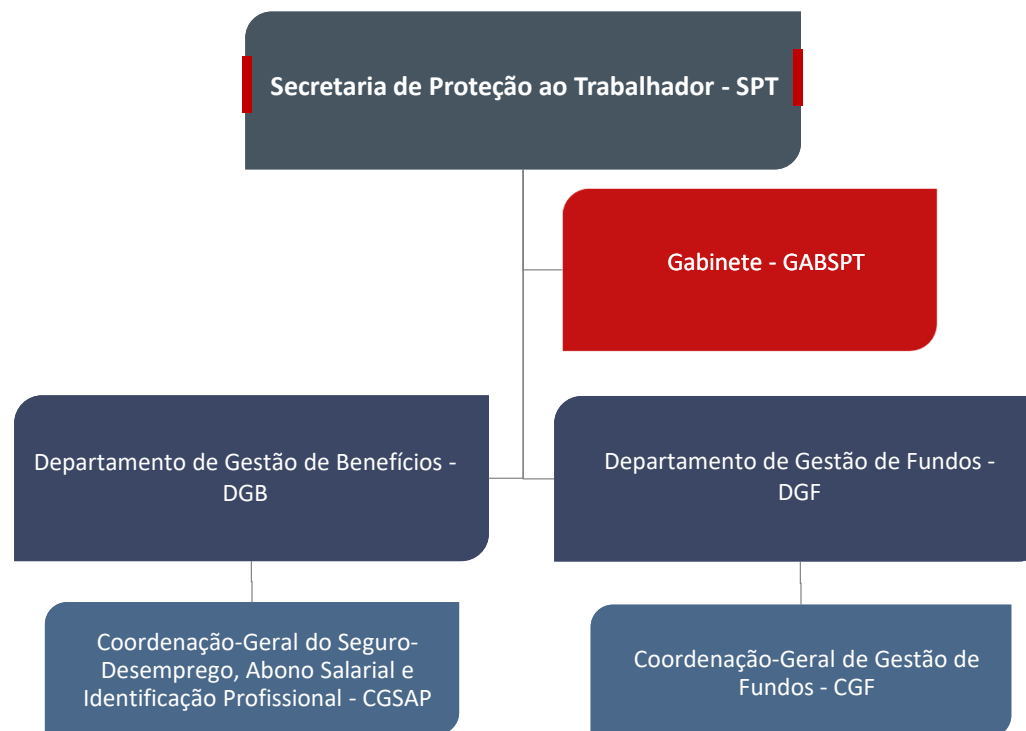 Secretaria de Proteção ao Trabalhador - SPT
Gabinete - GABSPT
Departamento de Gestão de Benefícios -
DGB
Departamento de Gestão de Fundos -
DGF
Coordenação-Geral do Seguro-
Desemprego, Abono Salarial e
Identificação Profissional - CGSAP
Coordenação-Geral de Gestão de
Fundos - CGF